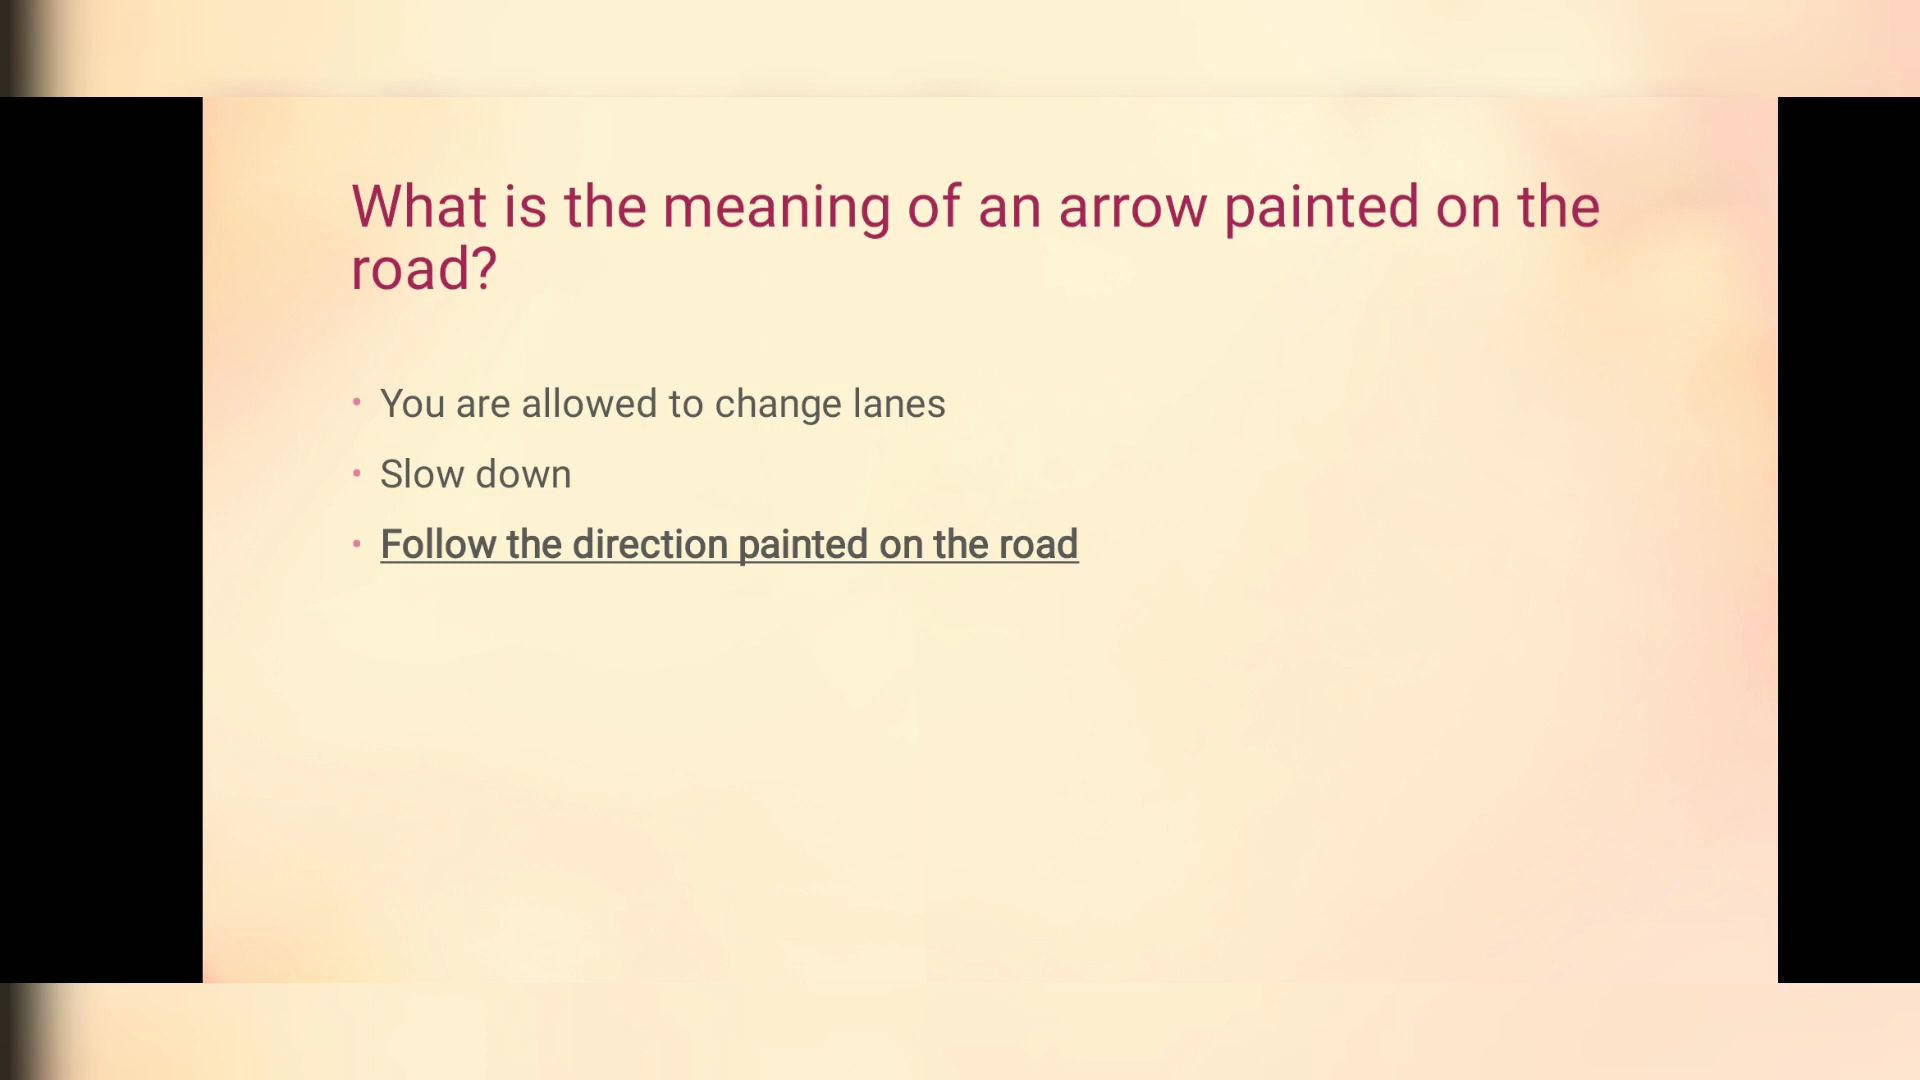 What is the meaning of an arrow painted on the
road?
• You are allowed to change lanes
• Slow down
• Follow the direction painted on the road